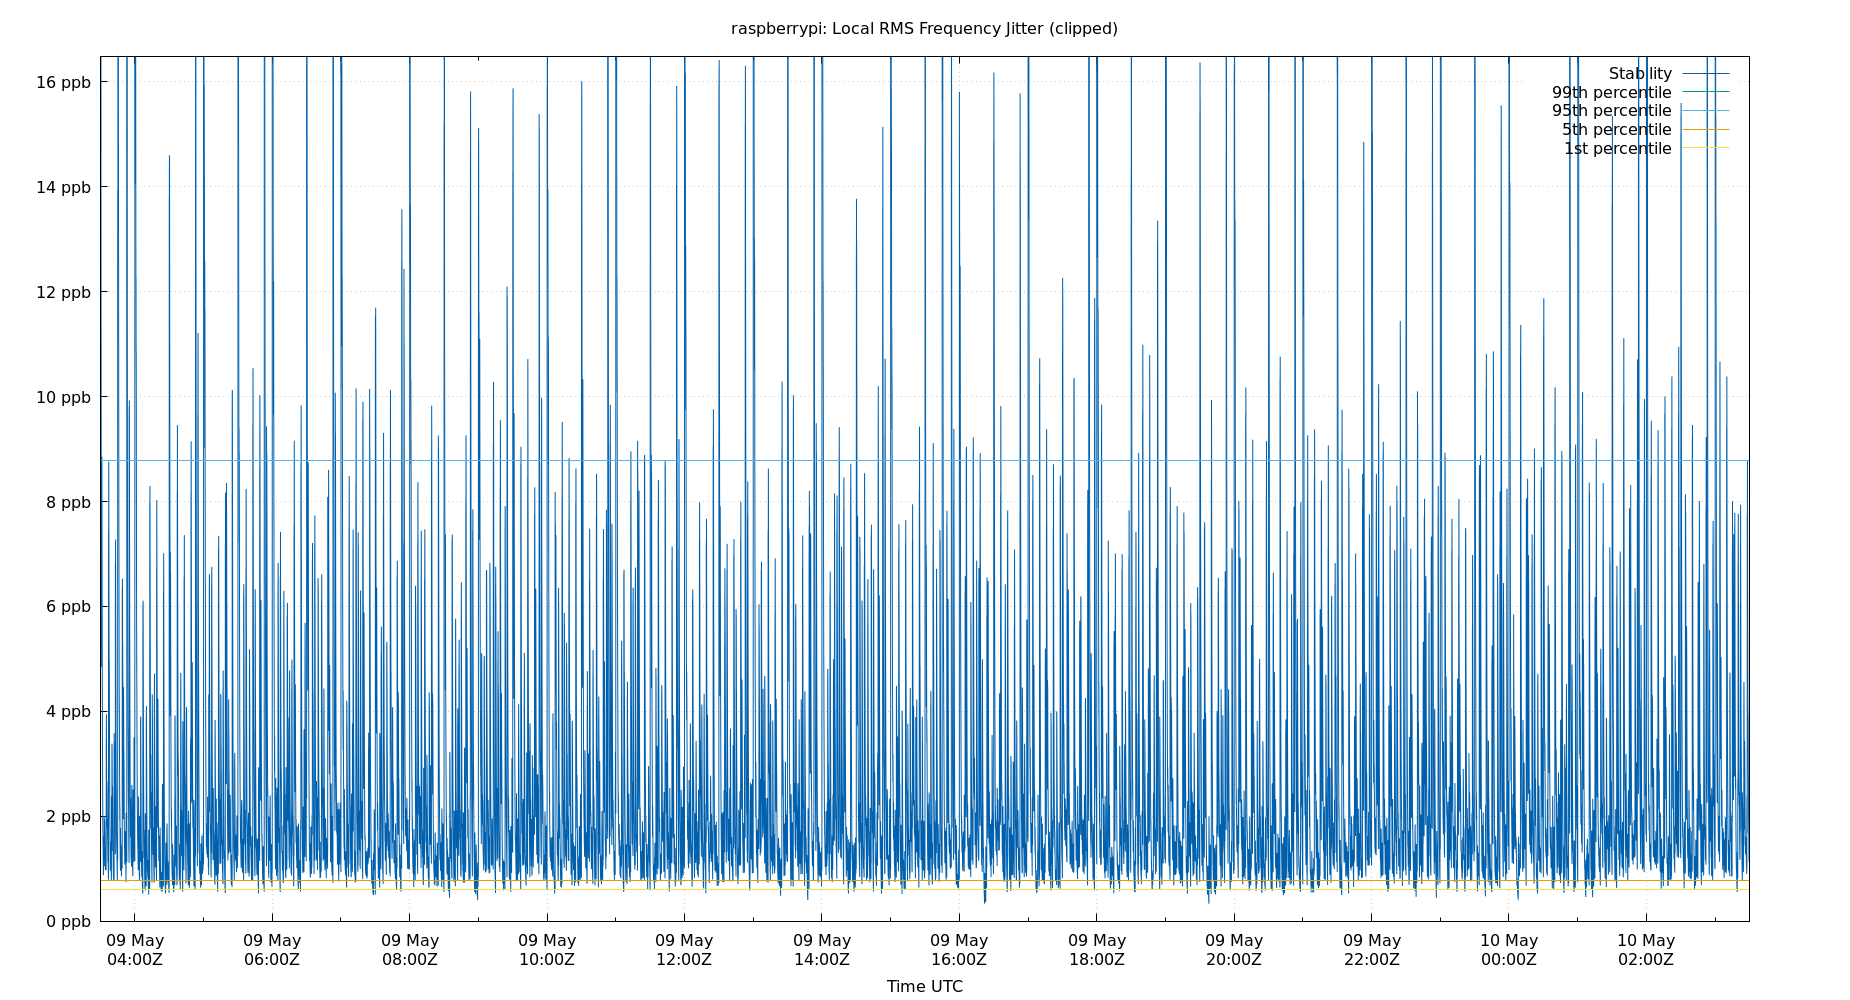 raspberrypi: Local RMS Frequency Jitter (clipped)
16 ppb
14 ppb
12 ppb
10 ppb
8 ppb
6 ppb
4 ppb
2 ppb
0 ppb
Stability
99th percentile
95th percentile
5th percentile
1st percentile
09 May 09 May 09 May 09 May 09 May 09 May 09 May 09 May 09 May 09 May 10 May 10 May
04:00Z 06:00Z 08:00Z 10:00Z 12:00Z 14:00Z 16:00Z 18:00Z 20:00Z 22:00Z 00:00Z 02:00Z
Time UTC